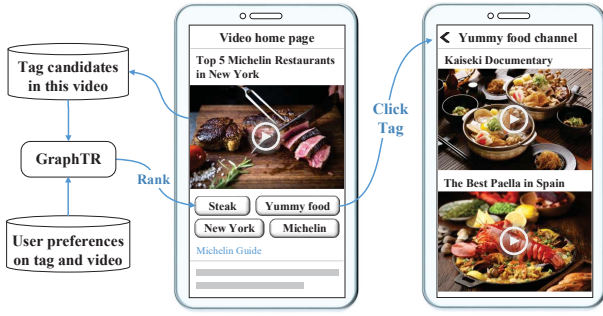 Tag candidates
in this video
GraphTR
User preferences
on tag and video
Rank
Video home page
Top 5 Michelin Restaurants
in New York
Steak
Yummy food
New York
Michelin
Michelin Guide
Click
Tag
Yummy food channel
Kaiseki Documentary
The Best Paella in Spain